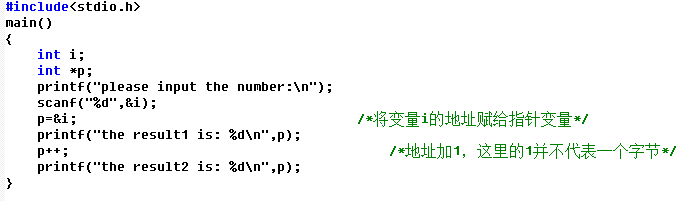 #include<stdio.h>
main()
{
    int i;
    int *p;
    printf("please input the number:\n");
    scanf("%d",&i);
    p=&i;                                   /*将变量i的地址赋给指针变量*/
    printf("the result1 is: %d\n",p);
    p++;                                        /*地址加1，这里的1并不代表一个字节*/
    printf("the result2 is: %d\n",p);
}